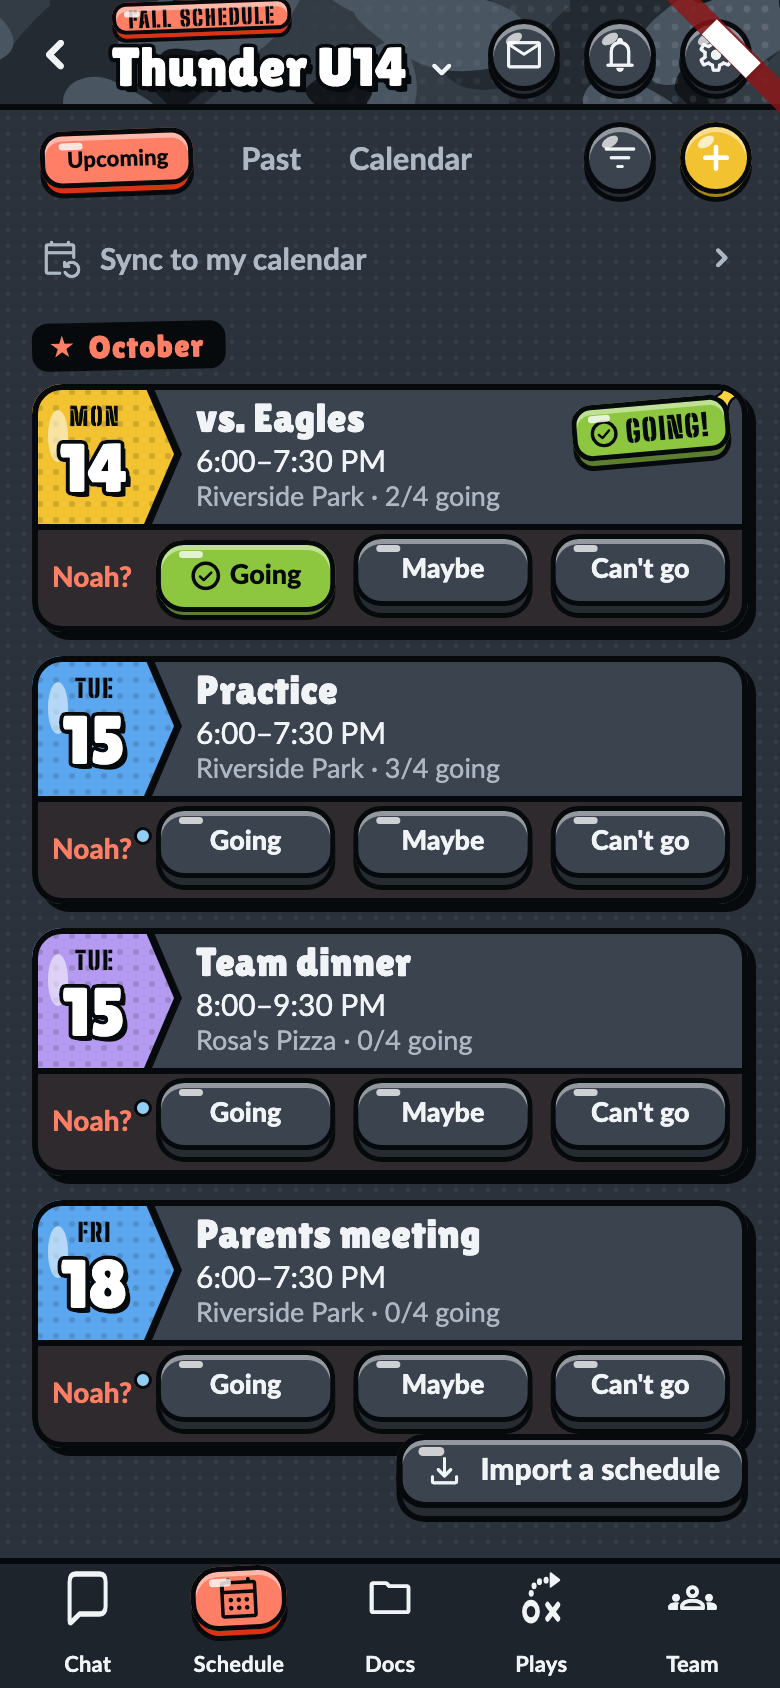 FALL SCHEDULE
Thunder U14
Upcoming
Past
Calendar
Sync to my calendar
★ October
MON
14
vs. Eagles
6:00–7:30 PM
Riverside Park · 2/4 going
GOING!
Noah?
Going
Maybe
Can't go
TUE
15
Practice
6:00–7:30 PM
Riverside Park · 3/4 going
Noah?
Going
Maybe
Can't go
TUE
15
Team dinner
8:00–9:30 PM
Rosa's Pizza · 0/4 going
Noah?
Going
Maybe
Can't go
FRI
18
Parents meeting
6:00–7:30 PM
Riverside Park · 0/4 going
Noah?
Going
Maybe
Can't go
Import a schedule
Chat
Schedule
Docs
Plays
Team